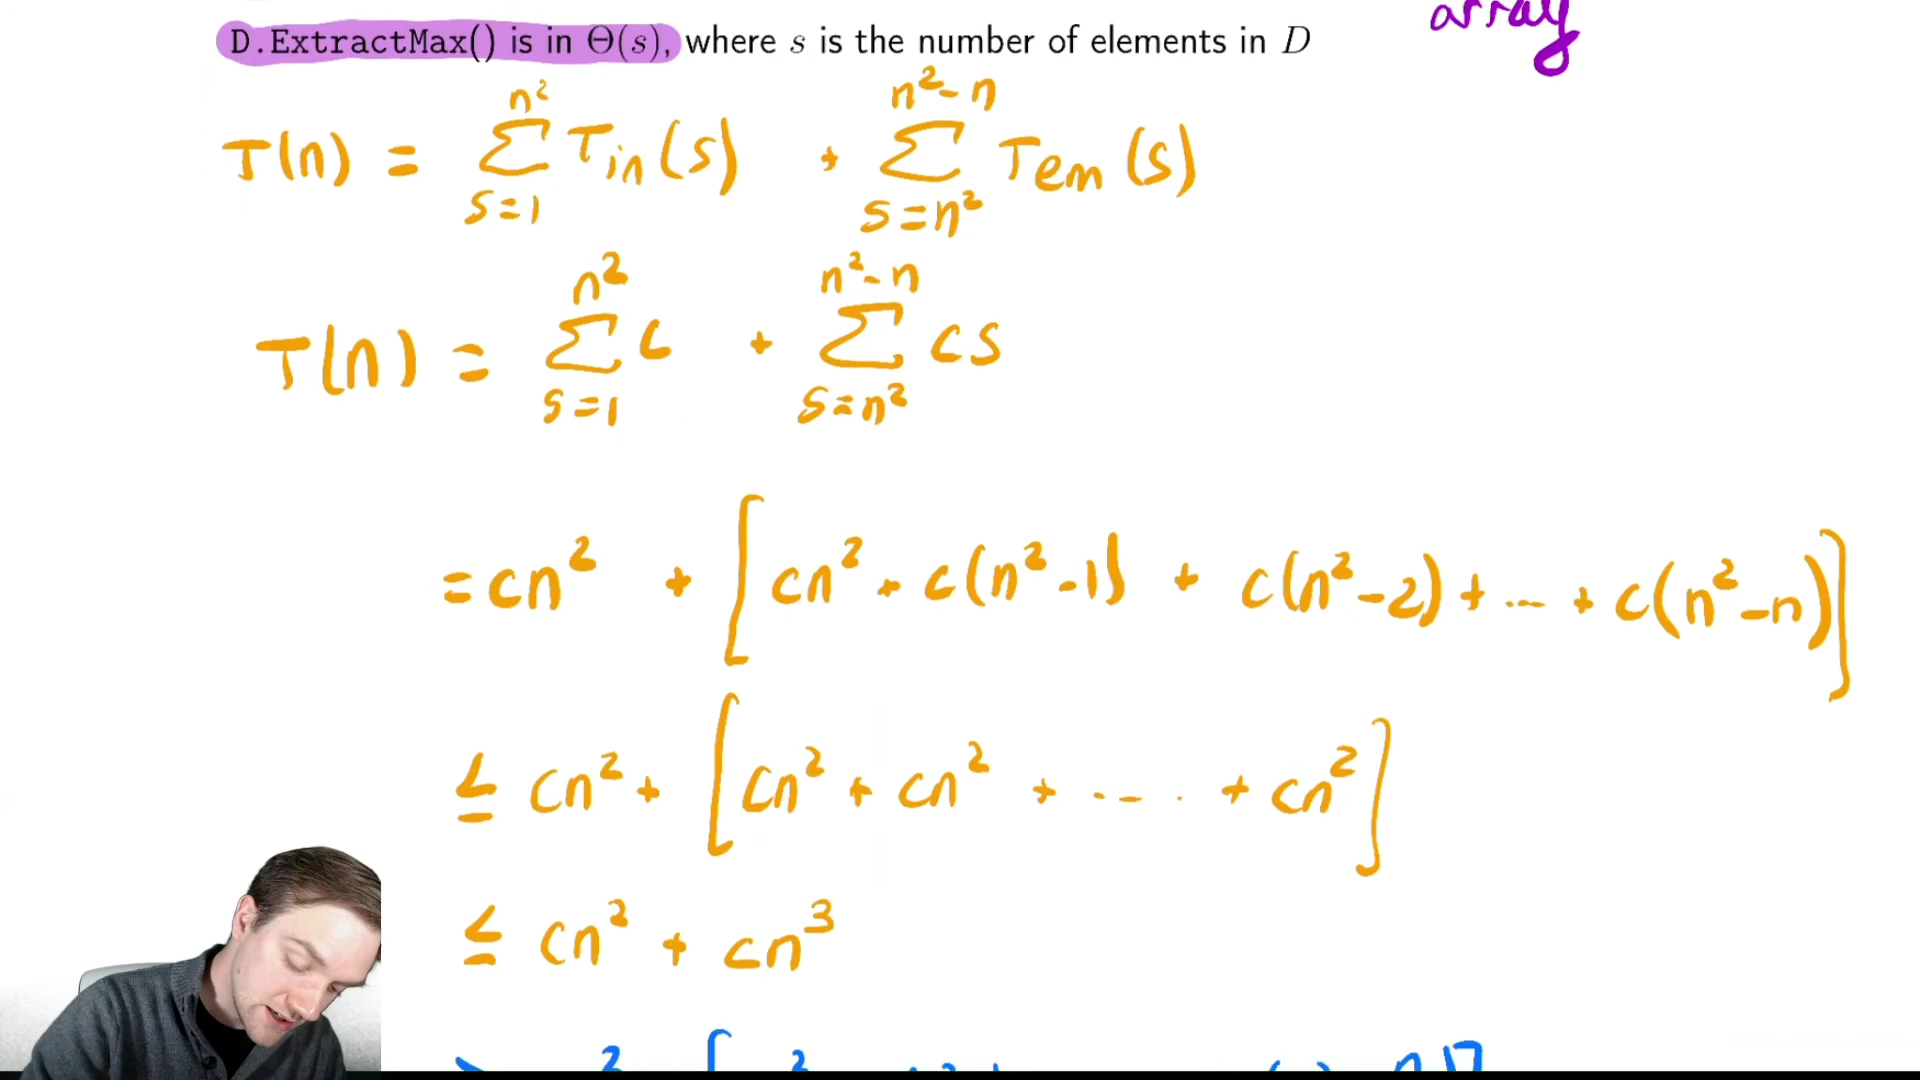 array
D.ExtractMax() is in Θ(s), where s is the number of elements in D
T(n) = Σ_{s=1}^{n²} T_in(s) + Σ_{s=n²}^{n²-n} T_em(s)
T(n) = Σ_{s=1}^{n²} c + Σ_{s=n²}^{n²-n} cs
= cn² + [cn² + c(n²-1) + c(n²-2) + ... + c(n²-n)]
≤ cn² + [cn² + cn² + .... + cn²]
≤ cn² + cn³